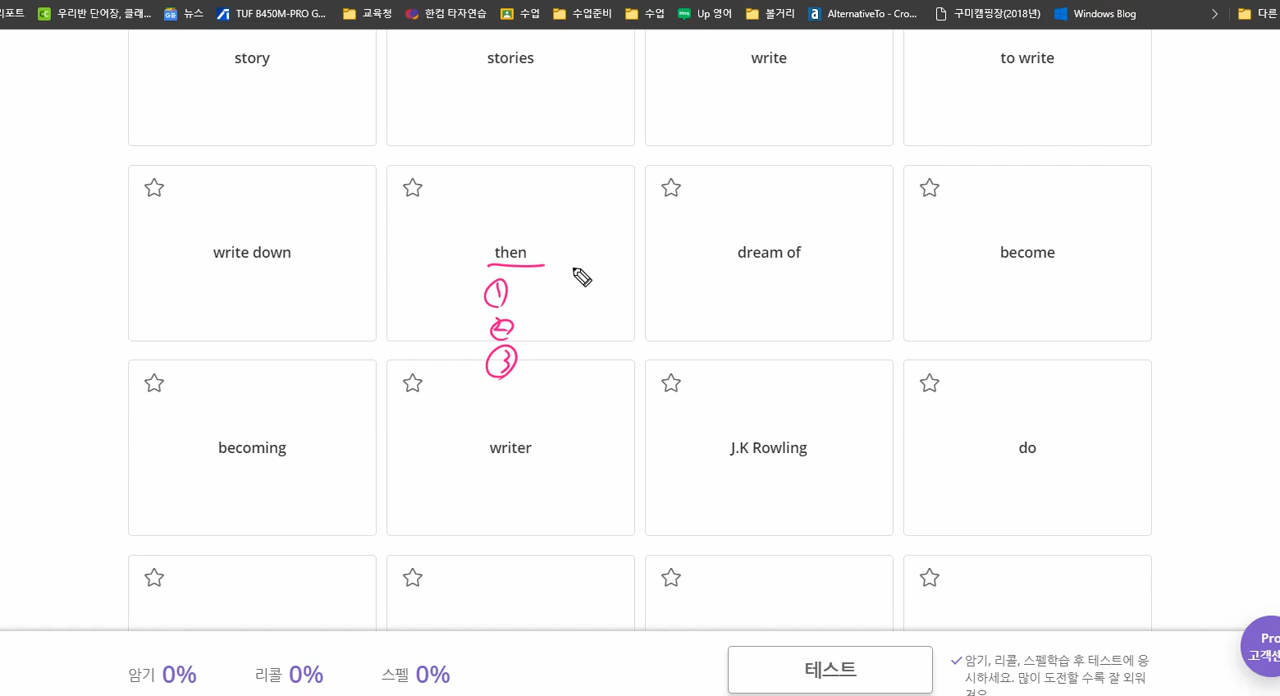 리포트 우리반 단어장, 클래... 뉴스 TUF B450M-PRO G... 교육청 한컴 타자연습 수업 수업준비 수업 Up 영어 볼거리 AlternativeTo - Cro... 구미캠핑장(2018년) Windows Blog 다른
story stories write to write
write down then dream of become
①
②
③
becoming writer J.K Rowling do
암기 0% 리콜 0% 스펠 0% 테스트
Pro
고객센
암기, 리콜, 스펠학습 후 테스트에 응
시하세요. 많이 도전할 수록 잘 외워
져요